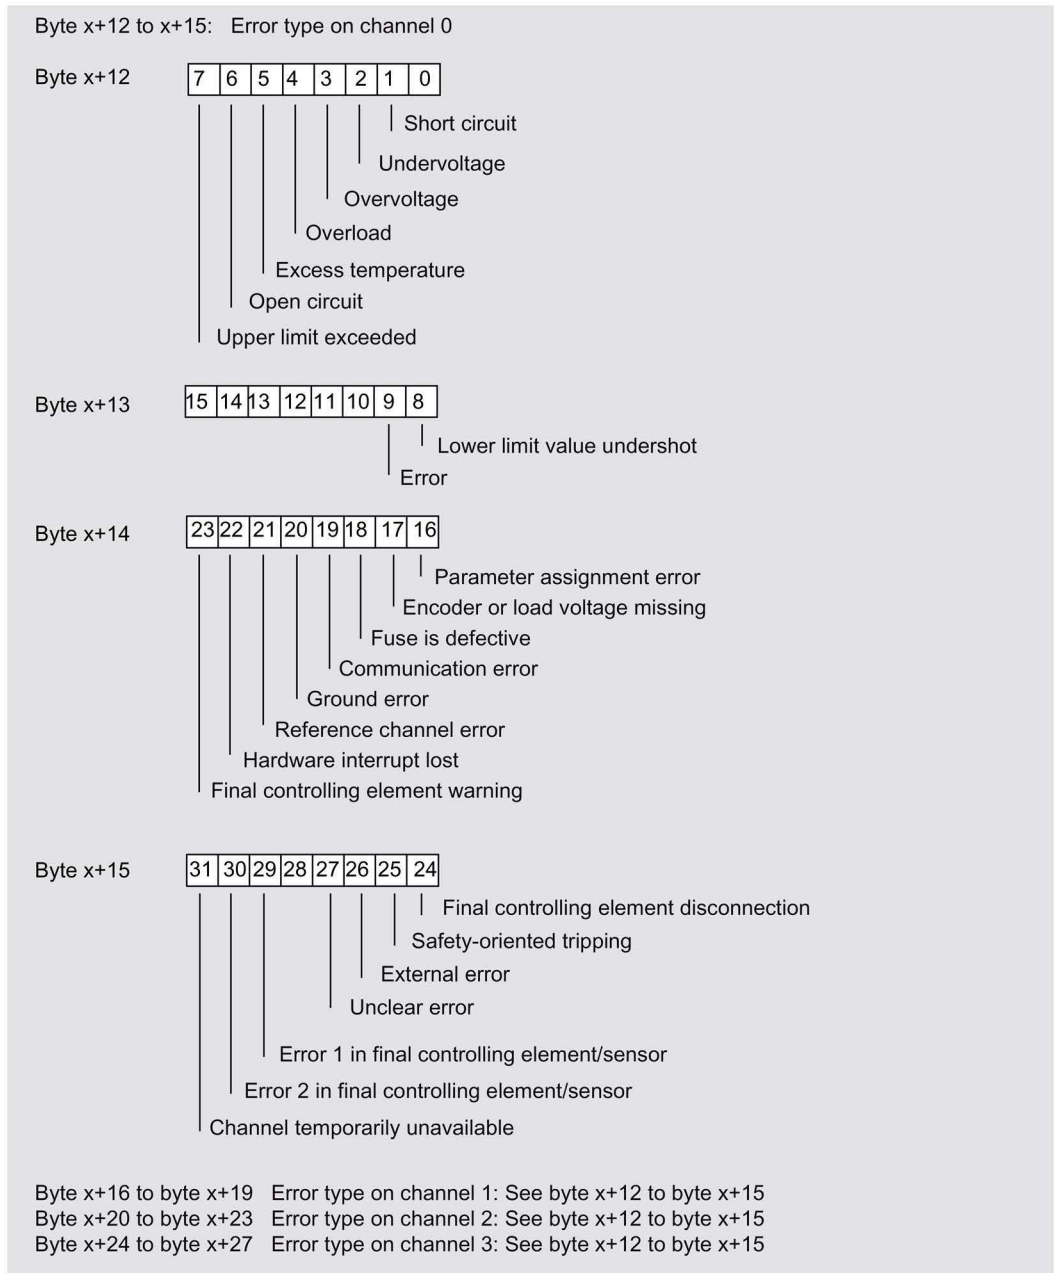 Byte x+12 to x+15: Error type on channel 0
Byte x+12 7 6 5 4 3 2 1 0
Short circuit
Undervoltage
Overvoltage
Overload
Excess temperature
Open circuit
Upper limit exceeded
Byte x+13 15 14 13 12 11 10 9 8
Lower limit value undershot
Error
Byte x+14 23 22 21 20 19 18 17 16
Parameter assignment error
Encoder or load voltage missing
Fuse is defective
Communication error
Ground error
Reference channel error
Hardware interrupt lost
Final controlling element warning
Byte x+15 31 30 29 28 27 26 25 24
Final controlling element disconnection
Safety-oriented tripping
External error
Unclear error
Error 1 in final controlling element/sensor
Error 2 in final controlling element/sensor
Channel temporarily unavailable
Byte x+16 to byte x+19 Error type on channel 1: See byte x+12 to byte x+15
Byte x+20 to byte x+23 Error type on channel 2: See byte x+12 to byte x+15
Byte x+24 to byte x+27 Error type on channel 3: See byte x+12 to byte x+15